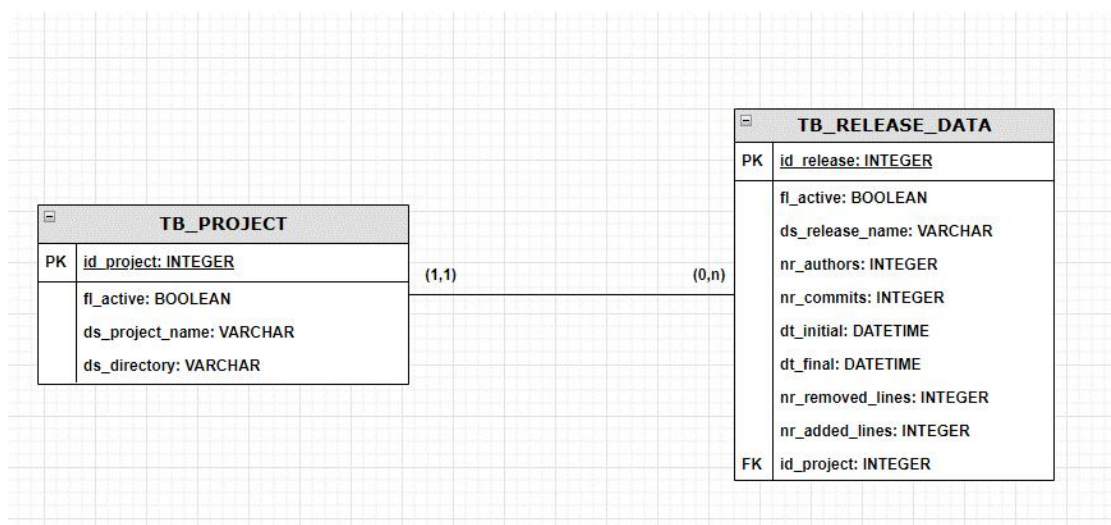 TB_PROJECT
PK id_project: INTEGER
fl_active: BOOLEAN
ds_project_name: VARCHAR
ds_directory: VARCHAR
(1,1)
(0,n)
TB_RELEASE_DATA
PK id_release: INTEGER
fl_active: BOOLEAN
ds_release_name: VARCHAR
nr_authors: INTEGER
nr_commits: INTEGER
dt_initial: DATETIME
dt_final: DATETIME
nr_removed_lines: INTEGER
nr_added_lines: INTEGER
FK id_project: INTEGER